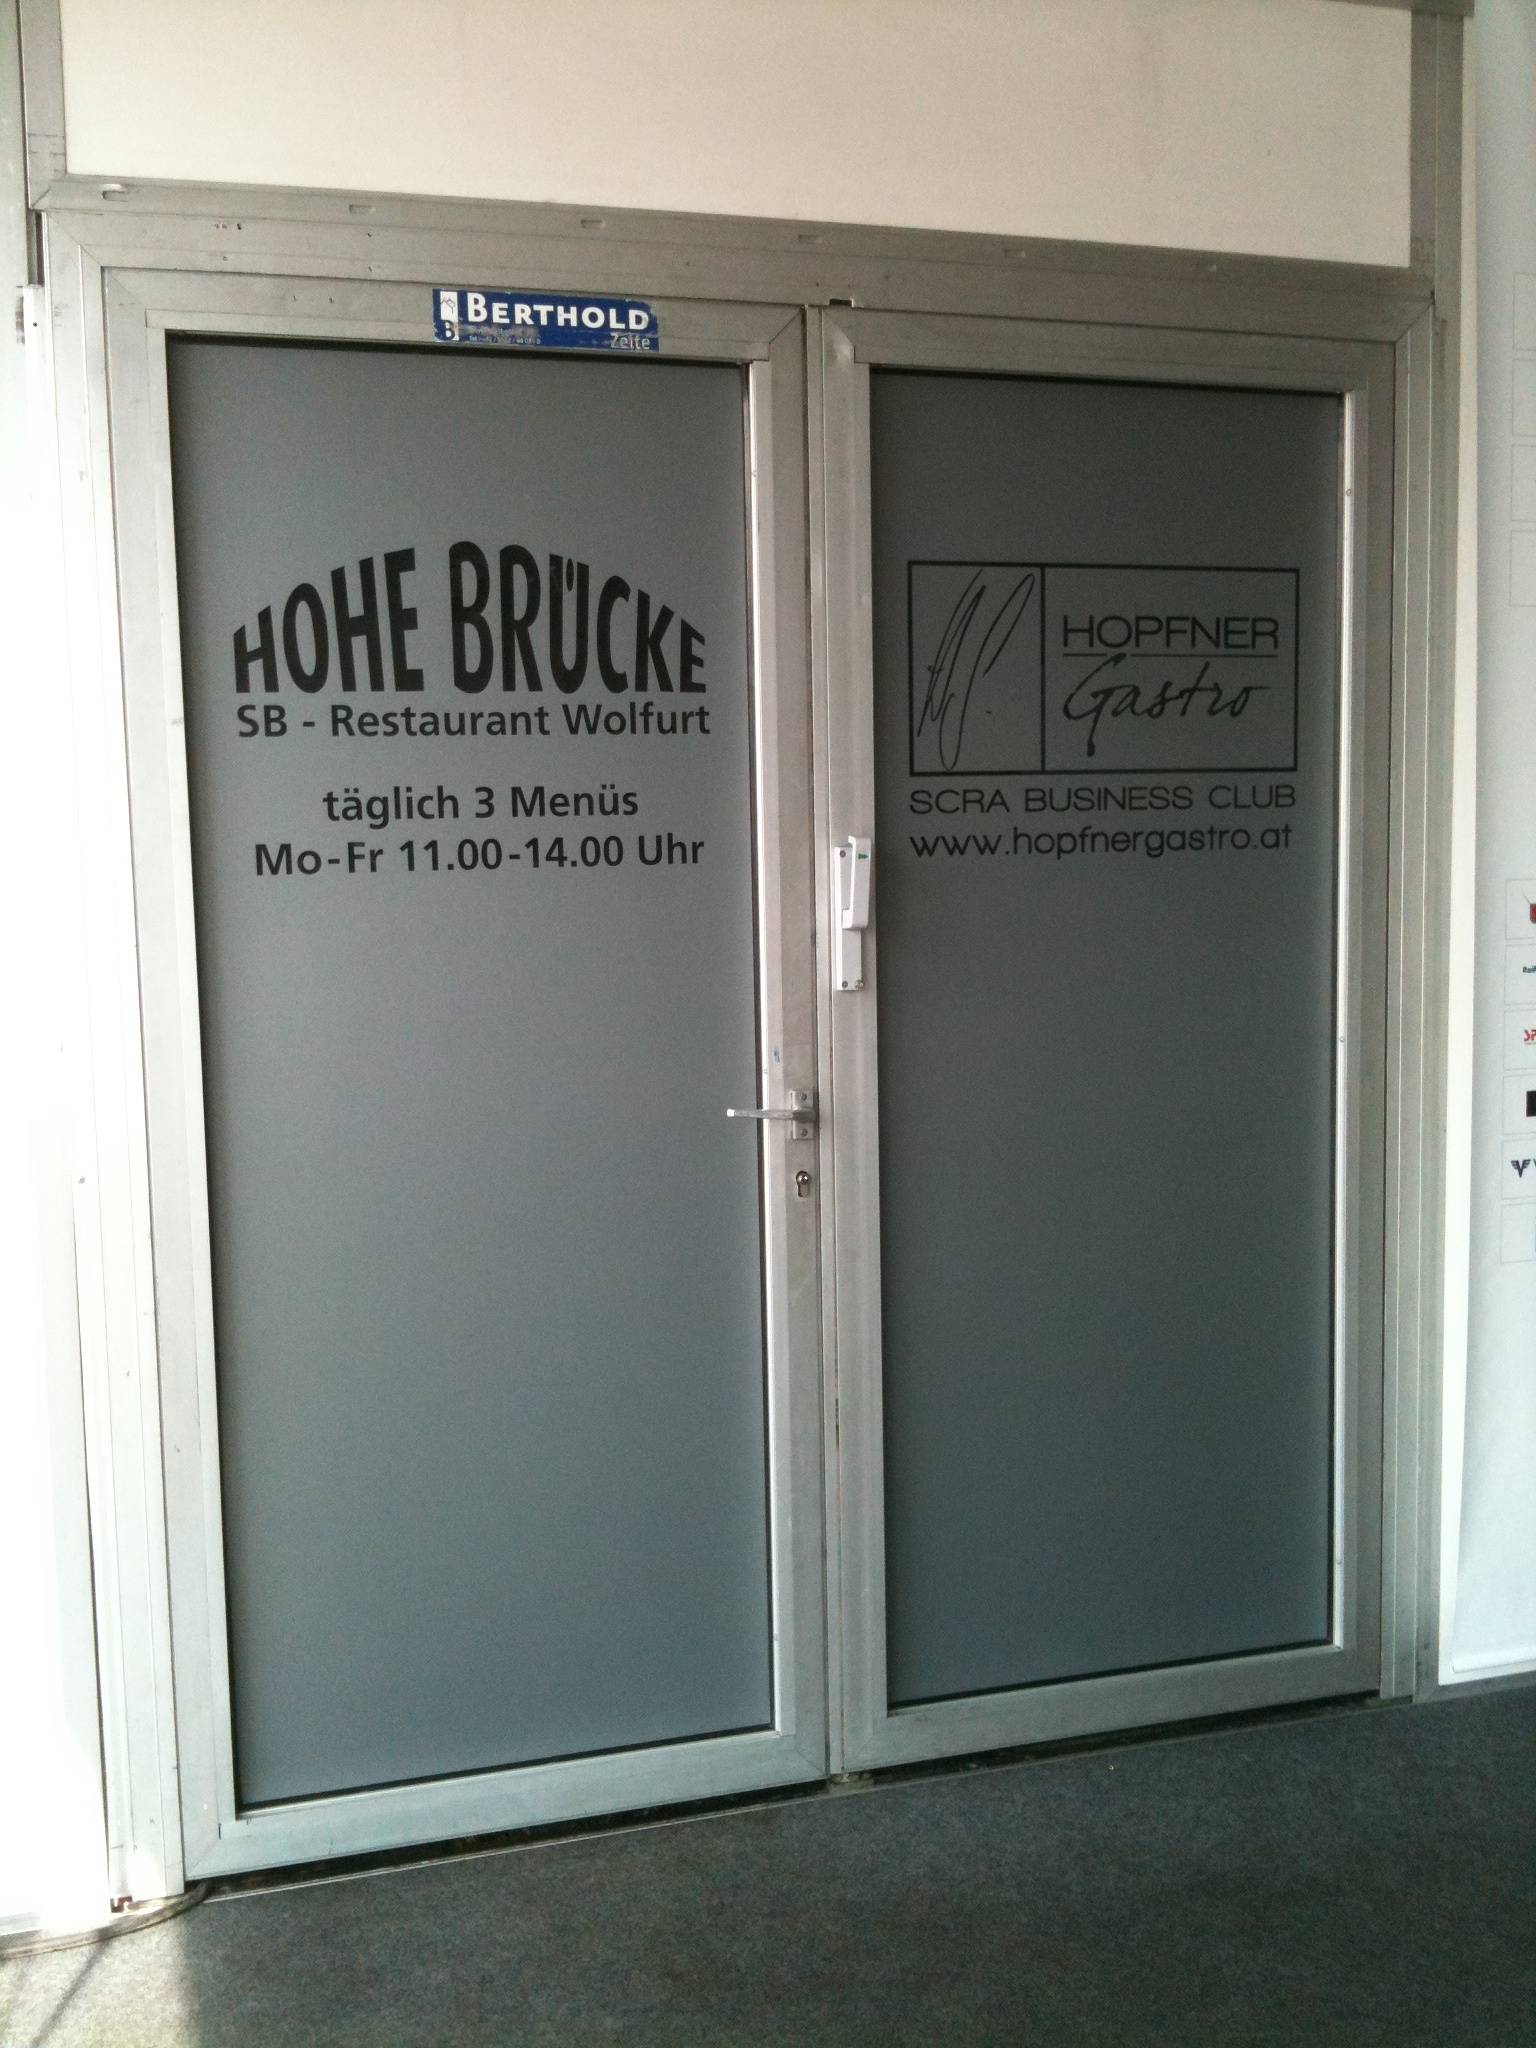 BERTHOLD
Zelte
HOHE BRÜCKE
SB - Restaurant Wolfurt
täglich 3 Menüs
Mo-Fr 11.00-14.00 Uhr
HOPFNER
Gastro
SCRA BUSINESS CLUB
www.hopfnergastro.at